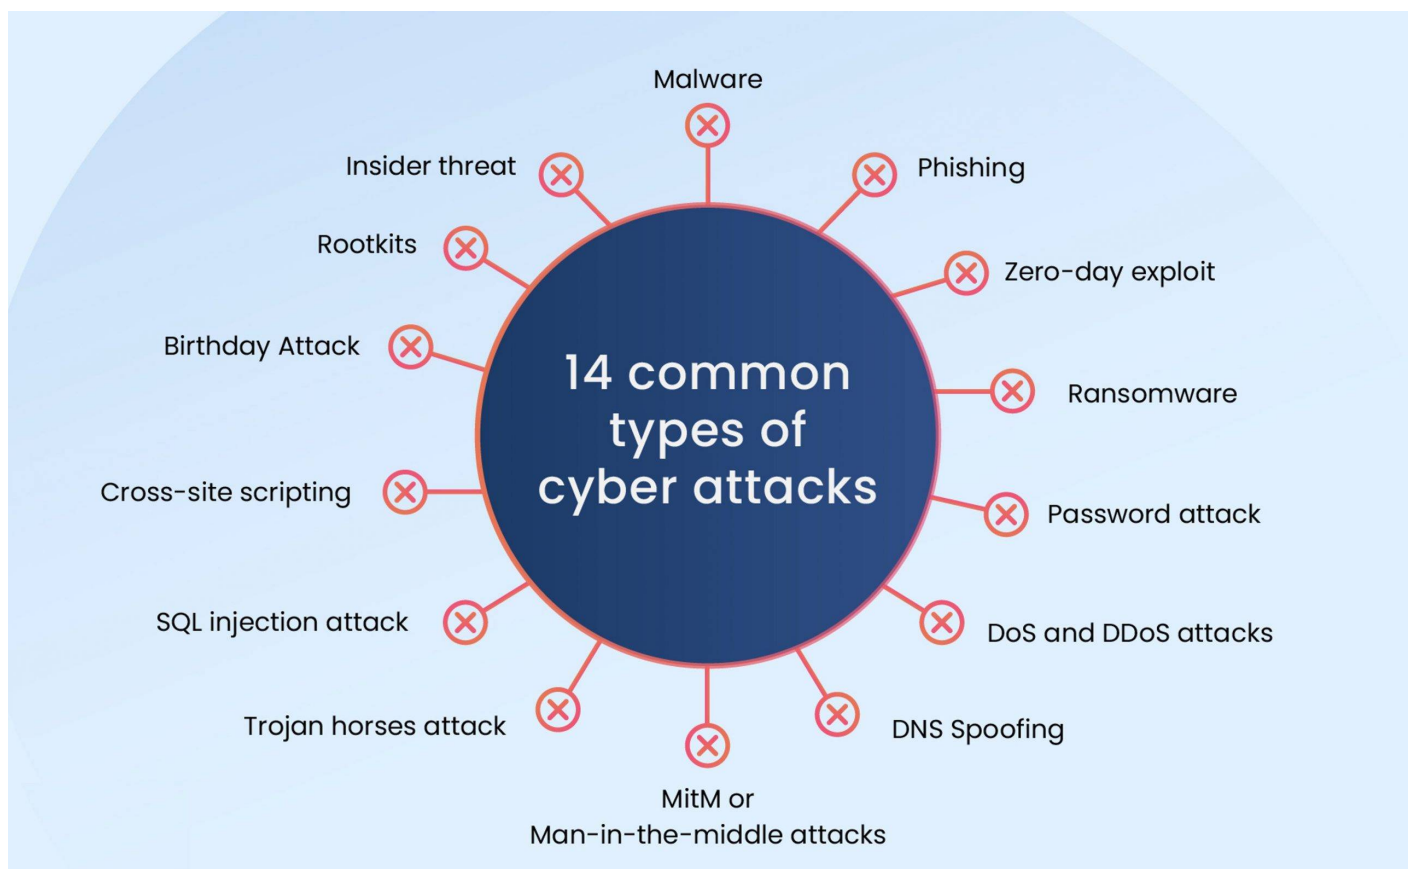 Malware
Insider threat
Phishing
Rootkits
Zero-day exploit
Birthday Attack
Ransomware
14 common
types of
cyber attacks
Cross-site scripting
Password attack
SQL injection attack
DoS and DDoS attacks
Trojan horses attack
DNS Spoofing
MitM or
Man-in-the-middle attacks